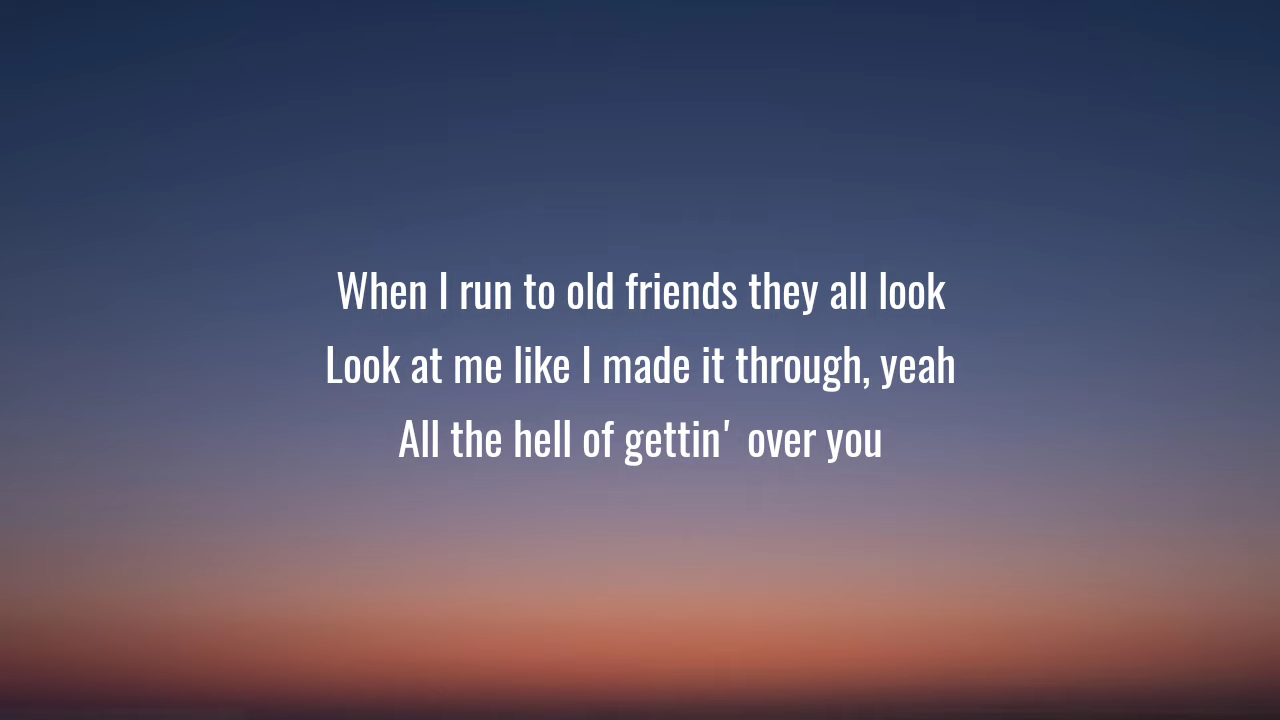 When I run to old friends they all look
Look at me like I made it through, yeah
All the hell of gettin' over you